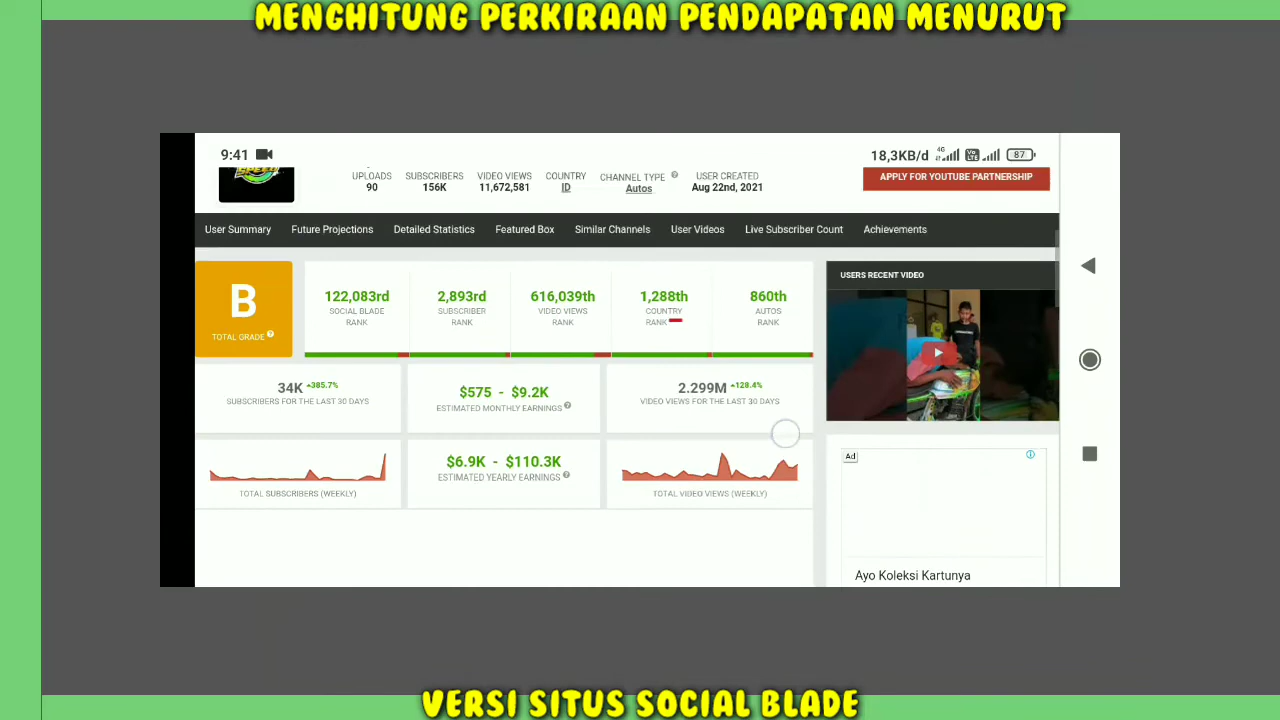 MENGHITUNG PERKIRAAN PENDAPATAN MENURUT
9:41 18,3KB/d 4G Vo LTE 87
SPEED
UPLOADS SUBSCRIBERS VIDEO VIEWS COUNTRY CHANNEL TYPE USER CREATED
90 156K 11,672,581 ID Autos Aug 22nd, 2021
APPLY FOR YOUTUBE PARTNERSHIP
User Summary Future Projections Detailed Statistics Featured Box Similar Channels User Videos Live Subscriber Count Achievements
B
TOTAL GRADE
122,083rd 2,893rd 616,039th 1,288th 860th
SOCIAL BLADE SUBSCRIBER VIDEO VIEWS COUNTRY AUTOS
RANK RANK RANK RANK RANK
USERS RECENT VIDEO
34K 385.7% $575 - $9.2K 2.299M 128.4%
SUBSCRIBERS FOR THE LAST 30 DAYS ESTIMATED MONTHLY EARNINGS VIDEO VIEWS FOR THE LAST 30 DAYS
$6.9K - $110.3K
ESTIMATED YEARLY EARNINGS
TOTAL SUBSCRIBERS (WEEKLY) TOTAL VIDEO VIEWS (WEEKLY)
Ad
Ayo Koleksi Kartunya
VERSI SITUS SOCIAL BLADE